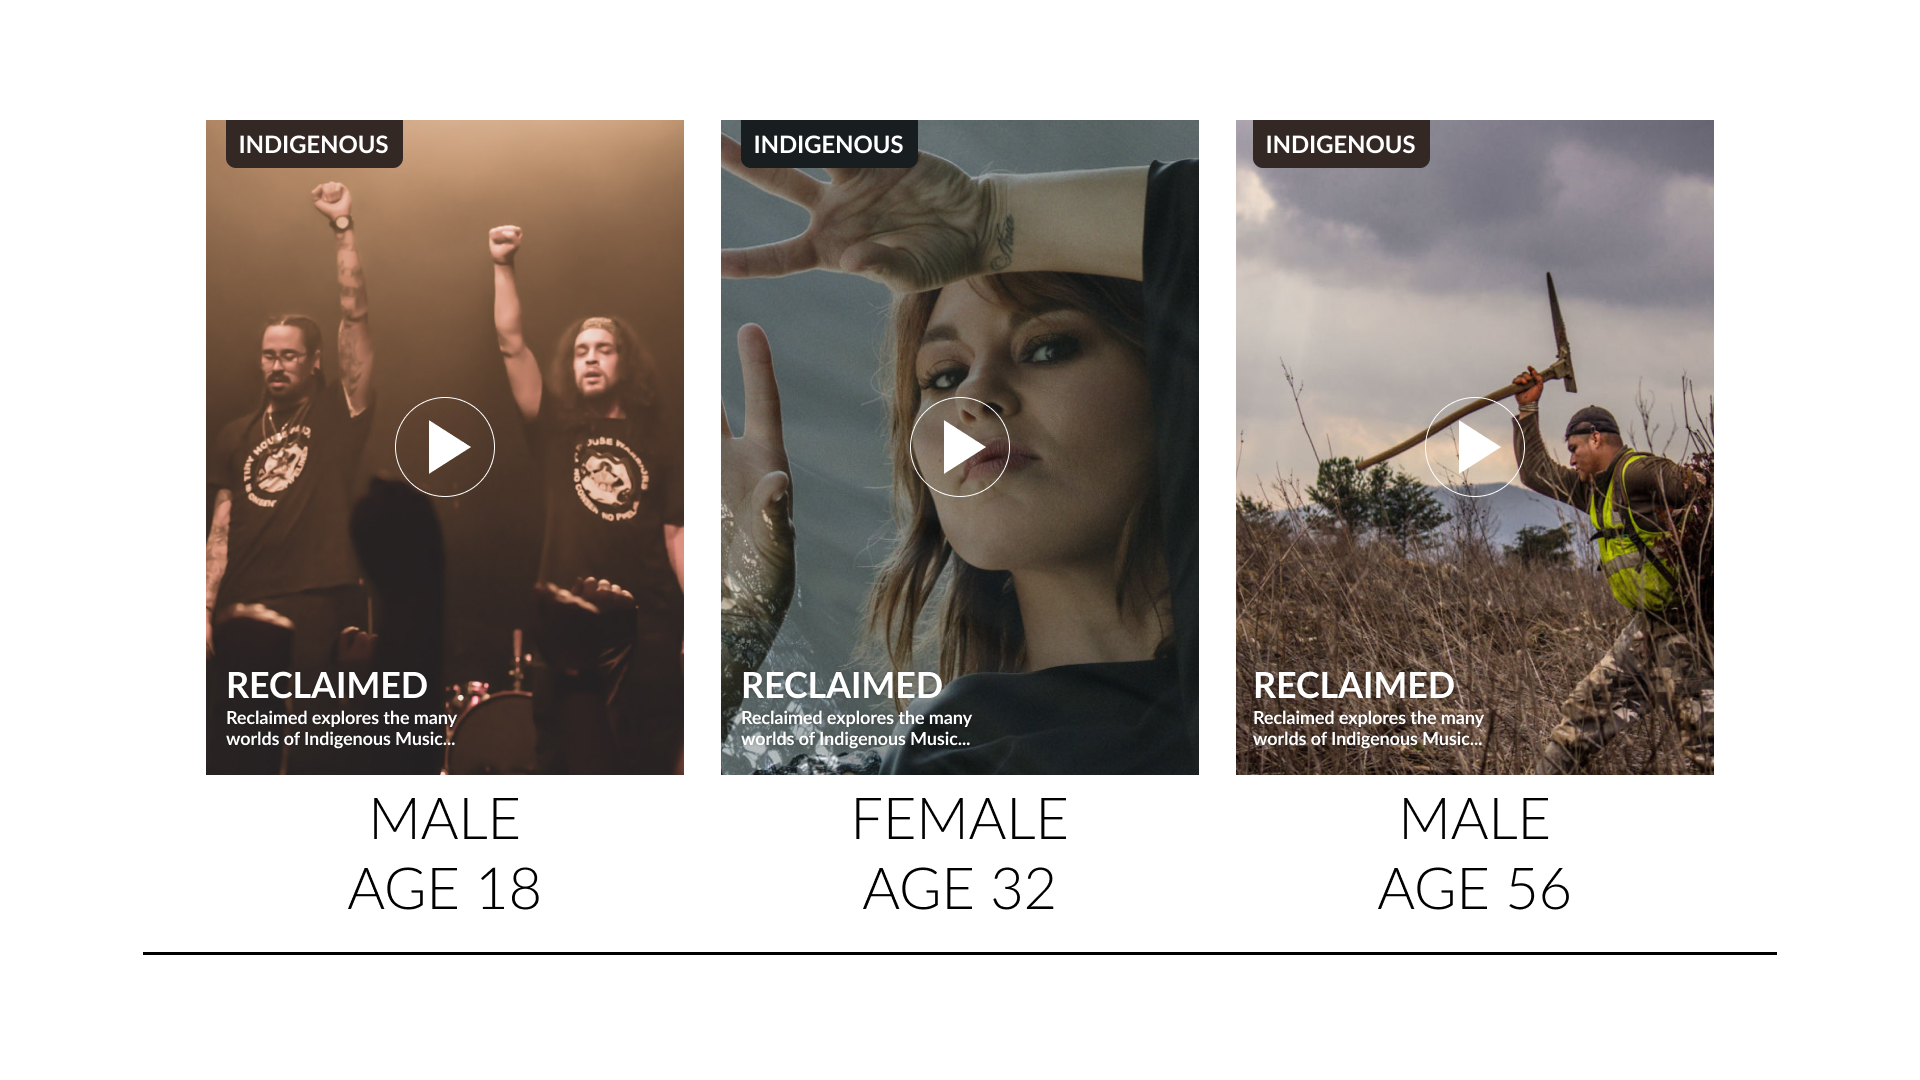 INDIGENOUS
RECLAIMED
Reclaimed explores the many
worlds of Indigenous Music...
MALE
AGE 18
INDIGENOUS
RECLAIMED
Reclaimed explores the many
worlds of Indigenous Music...
FEMALE
AGE 32
INDIGENOUS
RECLAIMED
Reclaimed explores the many
worlds of Indigenous Music...
MALE
AGE 56